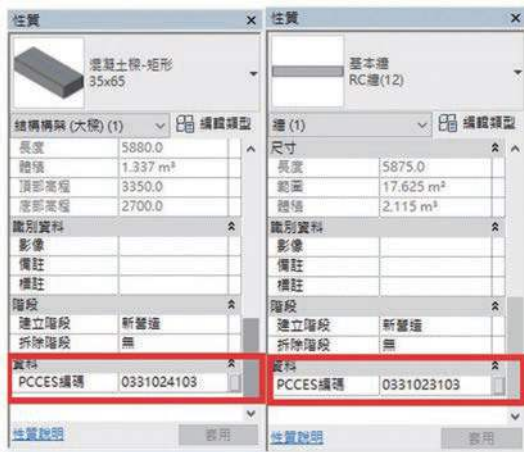 性質
混凝土樑-矩形
35x65
結構構架 (大樑) (1)
編輯類型
長度 5880.0
體積 1.337 m³
頂部高程 3350.0
底部高程 2700.0
識別資料
影像
備註
標註
階段
建立階段 新營造
拆除階段 無
資料
PCCES編碼 0331024103
性質說明
套用
性質
基本牆
RC牆(12)
牆 (1)
編輯類型
尺寸
長度 5875.0
範圍 17.625 m²
體積 2.115 m³
識別資料
影像
備註
標註
階段
建立階段 新營造
拆除階段 無
資料
PCCES編碼 0331023103
性質說明
套用